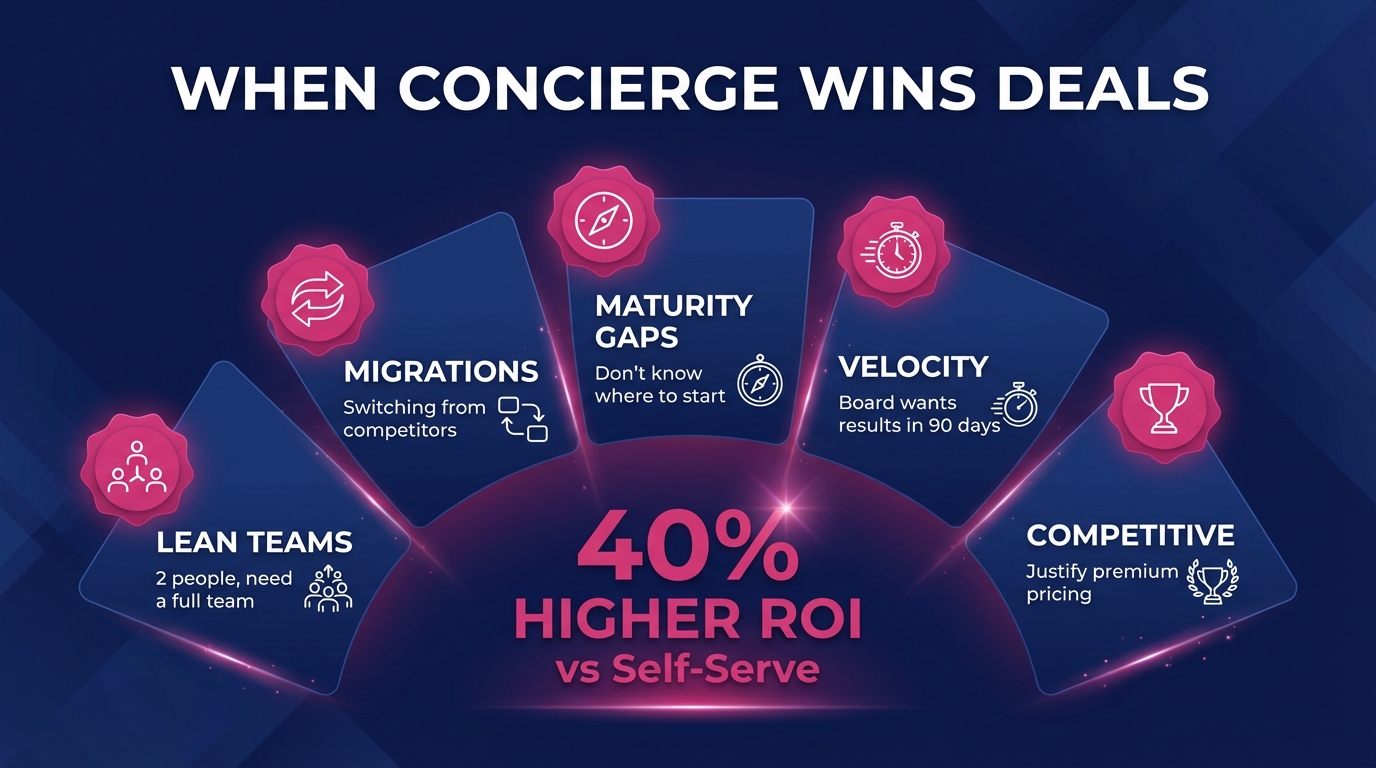 WHEN CONCIERGE WINS DEALS
LEAN TEAMS
2 people, need
a full team
MIGRATIONS
Switching from
competitors
MATURITY
GAPS
Don't know
where to start
VELOCITY
Board wants
results in 90 days
COMPETITIVE
Justify premium
pricing
40%
HIGHER ROI
vs Self-Serve